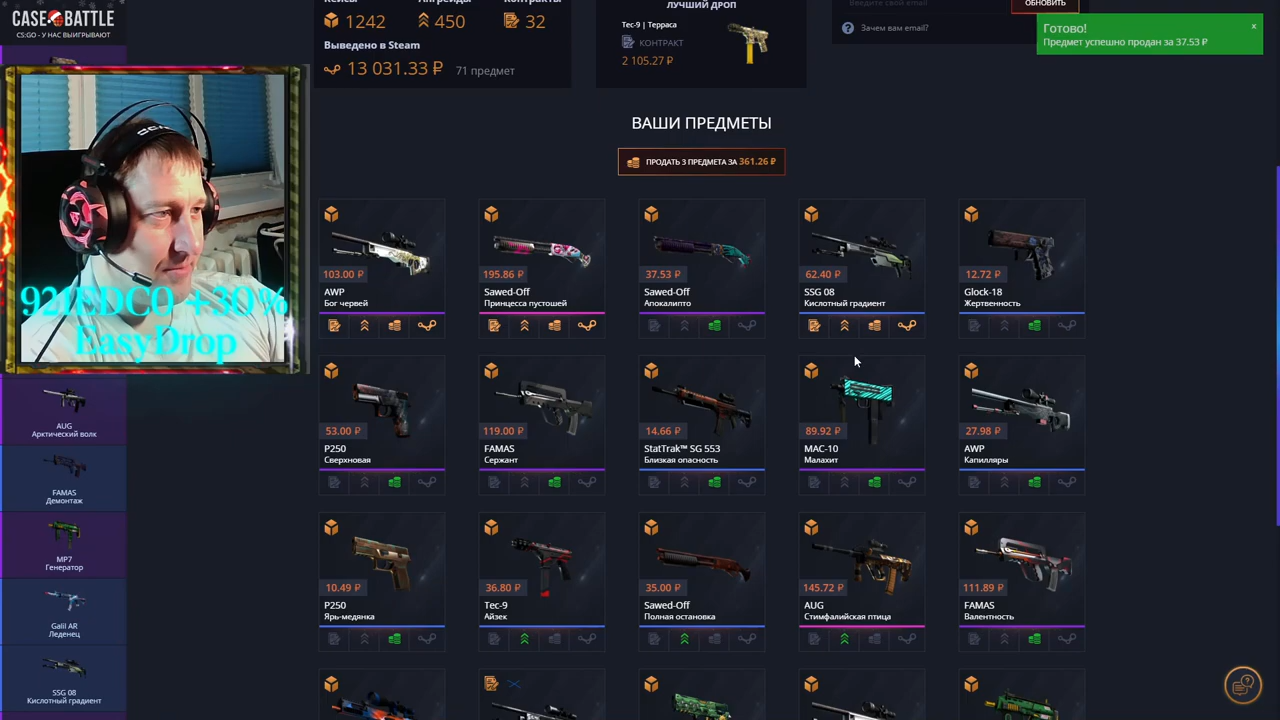 CASE BATTLE
CS:GO - У НАС ВЫИГРЫВАЮТ
1242
450
32
Выведено в Steam
13 031.33 ₽
71 предмет
ЛУЧШИЙ ДРОП
Tec-9 | Терраса
КОНТРАКТ
2 105.27 ₽
Введите свой email
ОБНОВИТЬ
Зачем вам email?
Готово!
Предмет успешно продан за 37.53 ₽
x
ВАШИ ПРЕДМЕТЫ
ПРОДАТЬ 3 ПРЕДМЕТА ЗА 361.26 ₽
921EDC0 +30%
EasyDrop
103.00 ₽
AWP
Бог червей
195.86 ₽
Sawed-Off
Принцесса пустошей
37.53 ₽
Sawed-Off
Апокалипто
62.40 ₽
SSG 08
Кислотный градиент
12.72 ₽
Glock-18
Жертвенность
53.00 ₽
P250
Сверхновая
119.00 ₽
FAMAS
Сержант
14.66 ₽
StatTrak™ SG 553
Близкая опасность
89.92 ₽
MAC-10
Малахит
27.98 ₽
AWP
Капилляры
10.49 ₽
P250
Ярь-медянка
36.80 ₽
Tec-9
Айзек
35.00 ₽
Sawed-Off
Полная остановка
145.72 ₽
AUG
Стимфалийская птица
111.89 ₽
FAMAS
Валентность
AUG
Арктический волк
FAMAS
Демонтаж
MP7
Генератор
Galil AR
Леденец
SSG 08
Кислотный градиент